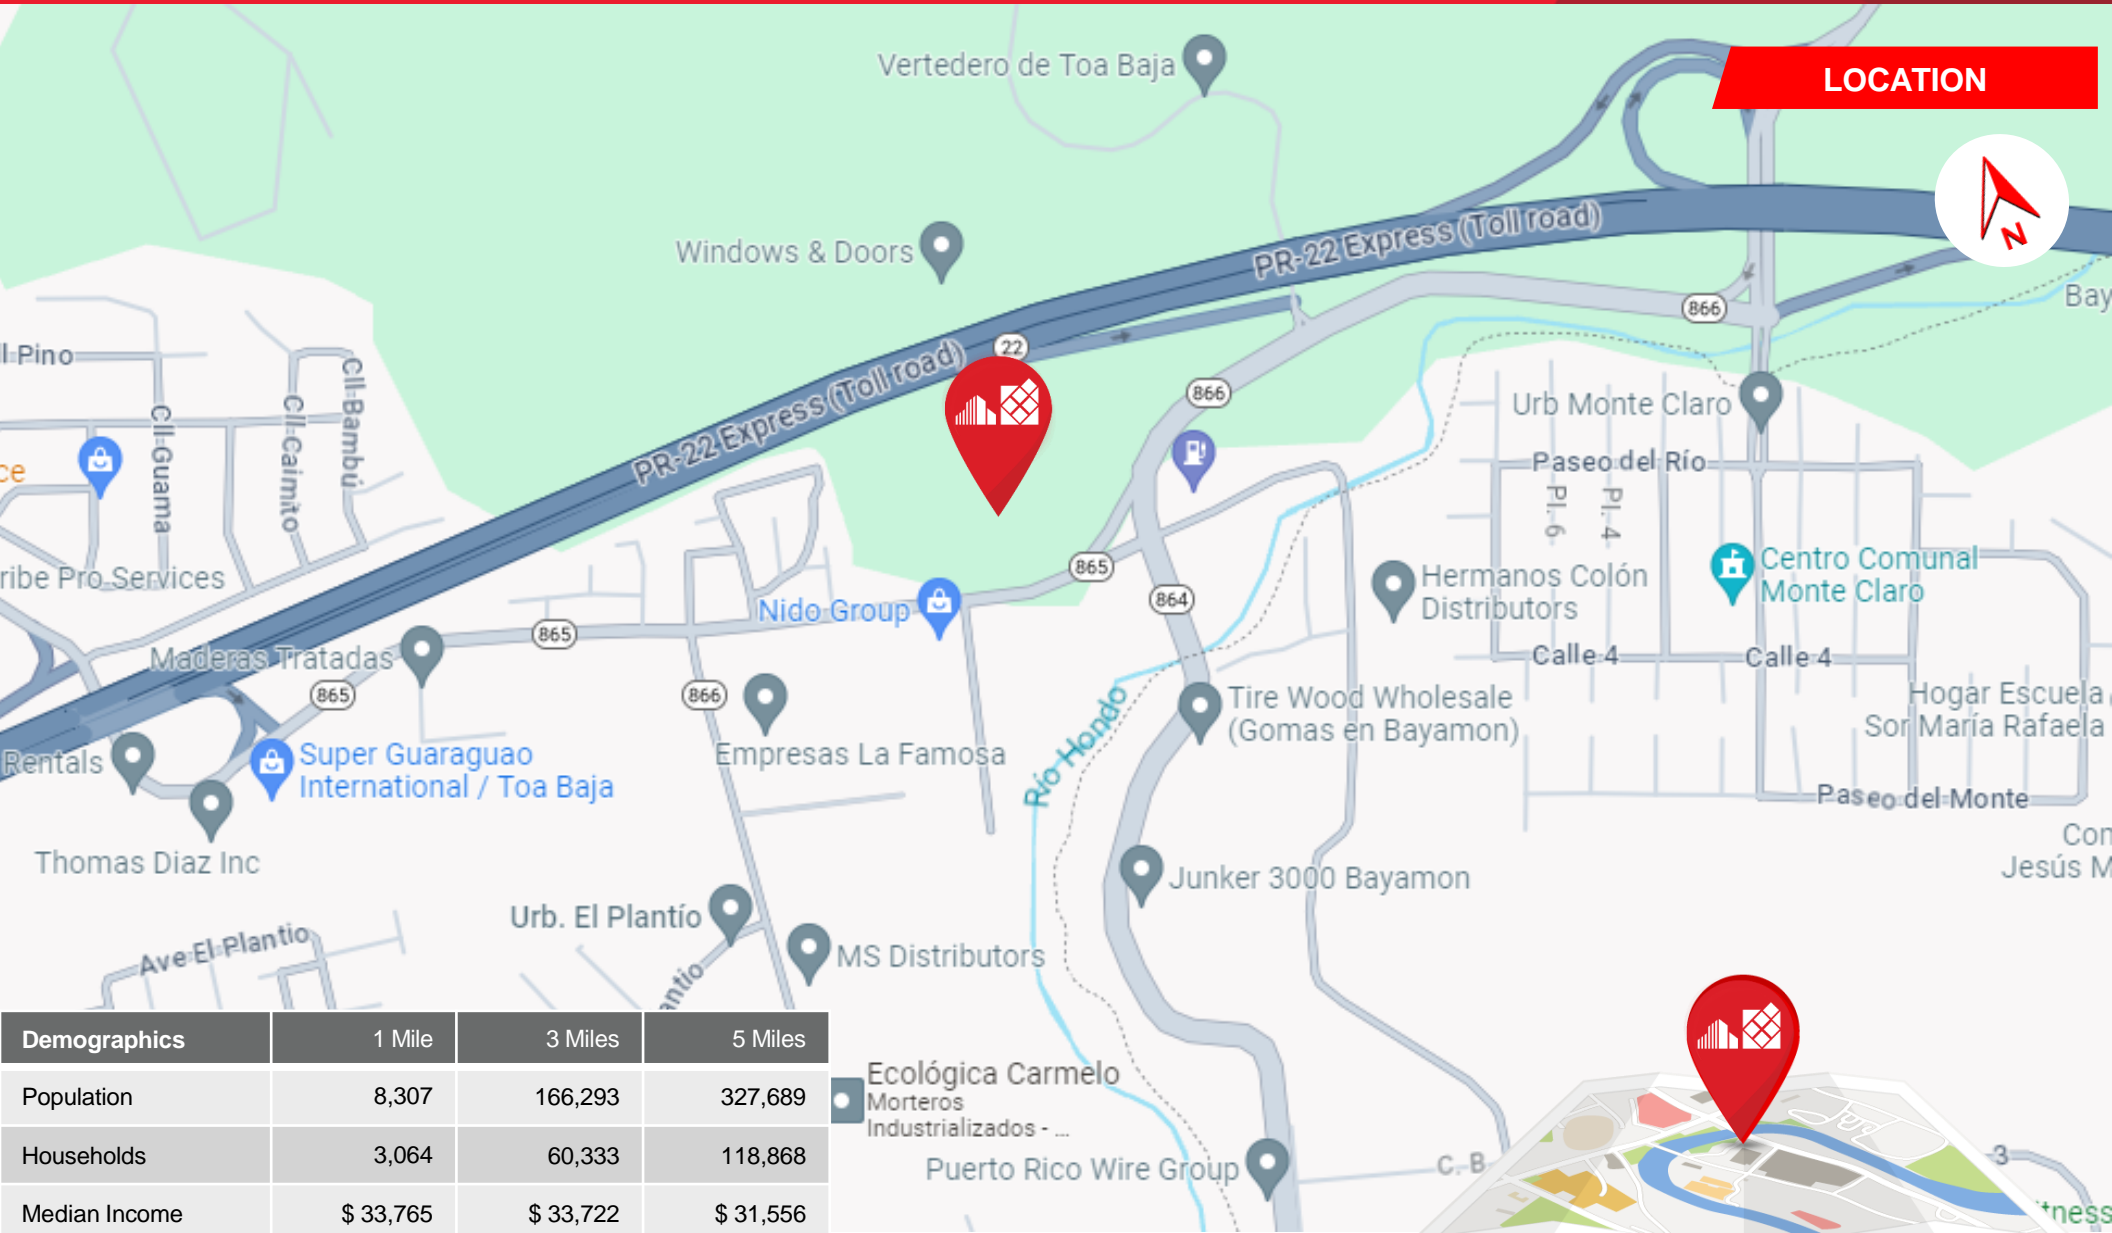 LOCATION
N
Vertedero de Toa Baja
Windows & Doors
PR-22 Express (Toll road)
866
Bay
22
PR-22 Express (Toll road)
Pino
Cll-Guama
Cll-Caimito
Cll-Bambú
866
Urb Monte Claro
Paseo del Río
Pl. 6
Pl. 4
ce
ribe Pro Services
865
864
Hermanos Colón
Distributors
Centro Comunal
Monte Claro
Nido Group
865
Maderas Tratadas
865
866
Calle 4
Calle 4
Tire Wood Wholesale
(Gomas en Bayamon)
Hogar Escuela
Sor María Rafaela
Empresas La Famosa
Río Hondo
Rentals
Super Guaraguao
International / Toa Baja
Paseo del Monte
Thomas Diaz Inc
Con
Jesús M
Junker 3000 Bayamon
Urb. El Plantío
Ave El Plantio
MS Distributors
antio
Ecológica Carmelo
Morteros
Industrializados - ...
Puerto Rico Wire Group
C. B
3
tness
Demographics 1 Mile 3 Miles 5 Miles
Population 8,307 166,293 327,689
Households 3,064 60,333 118,868
Median Income $ 33,765 $ 33,722 $ 31,556